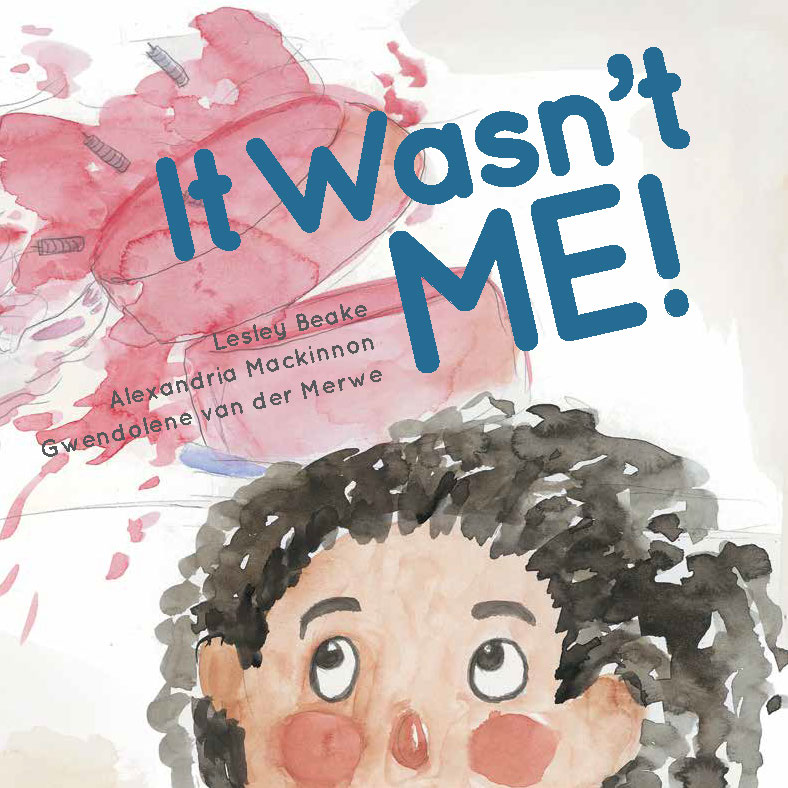 It Wasn't
ME!
Lesley Beake
Alexandria Mackinnon
Gwendolene van der Merwe